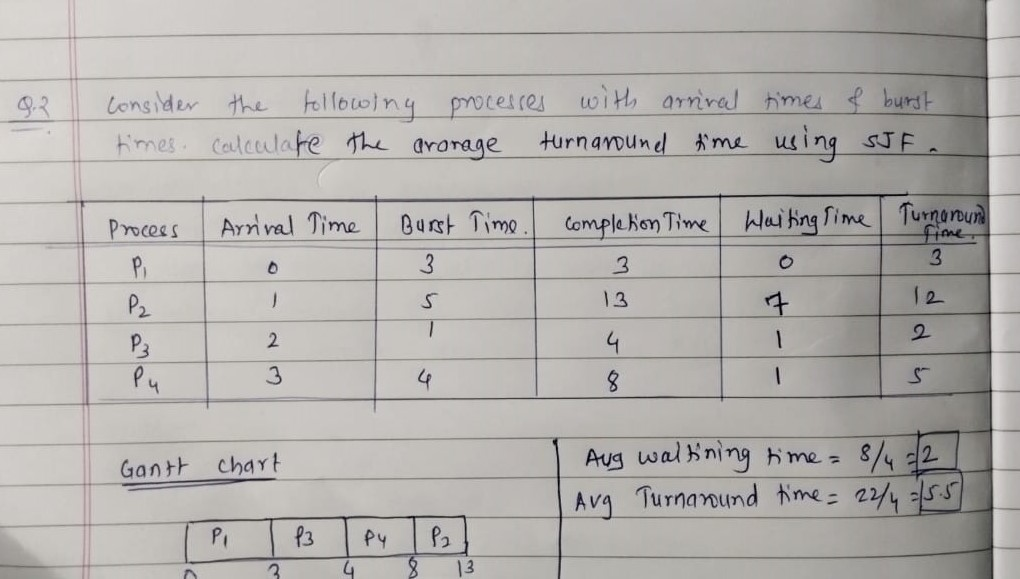 Q.2 Consider the following processes with arrival times & burst
times. calculate the avarage turnaround time using SJF.
Process Arrival Time Burst Time. Completion Time Waiting Time Turnaround Time.
P1 0 3 3 0 3
P2 1 5 13 7 12
P3 2 1 4 1 2
P4 3 4 8 1 5
Gantt chart
Avg waitining time = 8/4 = 2
Avg Turnaround time = 22/4 = 5.5
P1 P3 P4 P2
0 3 4 8 13